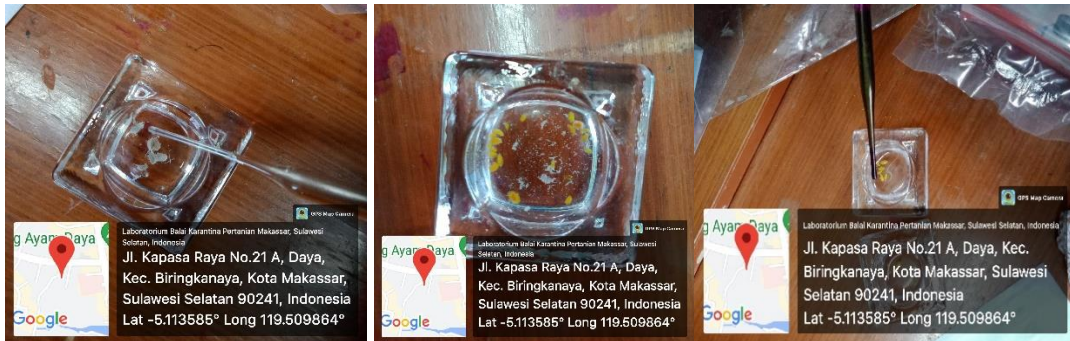 GPS Map Camera
g Ayam Daya
Google
Laboratorium Balai Karantina Pertanian Makassar, Sulawesi
Selatan, Indonesia
Jl. Kapasa Raya No.21 A, Daya,
Kec. Biringkanaya, Kota Makassar,
Sulawesi Selatan 90241, Indonesia
Lat -5.113585° Long 119.509864°
GPS Map Camera
g Ayam Daya
Google
Laboratorium Balai Karantina Pertanian Makassar, Sulawesi
Selatan, Indonesia
Jl. Kapasa Raya No.21 A, Daya,
Kec. Biringkanaya, Kota Makassar,
Sulawesi Selatan 90241, Indonesia
Lat -5.113585° Long 119.509864°
GPS Map Camera
g Ayam Daya
Google
Laboratorium Balai Karantina Pertanian Makassar, Sulawesi Selatan, Indonesia
Jl. Kapasa Raya No.21 A, Daya, Kec.
Biringkanaya, Kota Makassar, Sulawesi
Selatan 90241, Indonesia
Lat -5.113585° Long 119.509864°